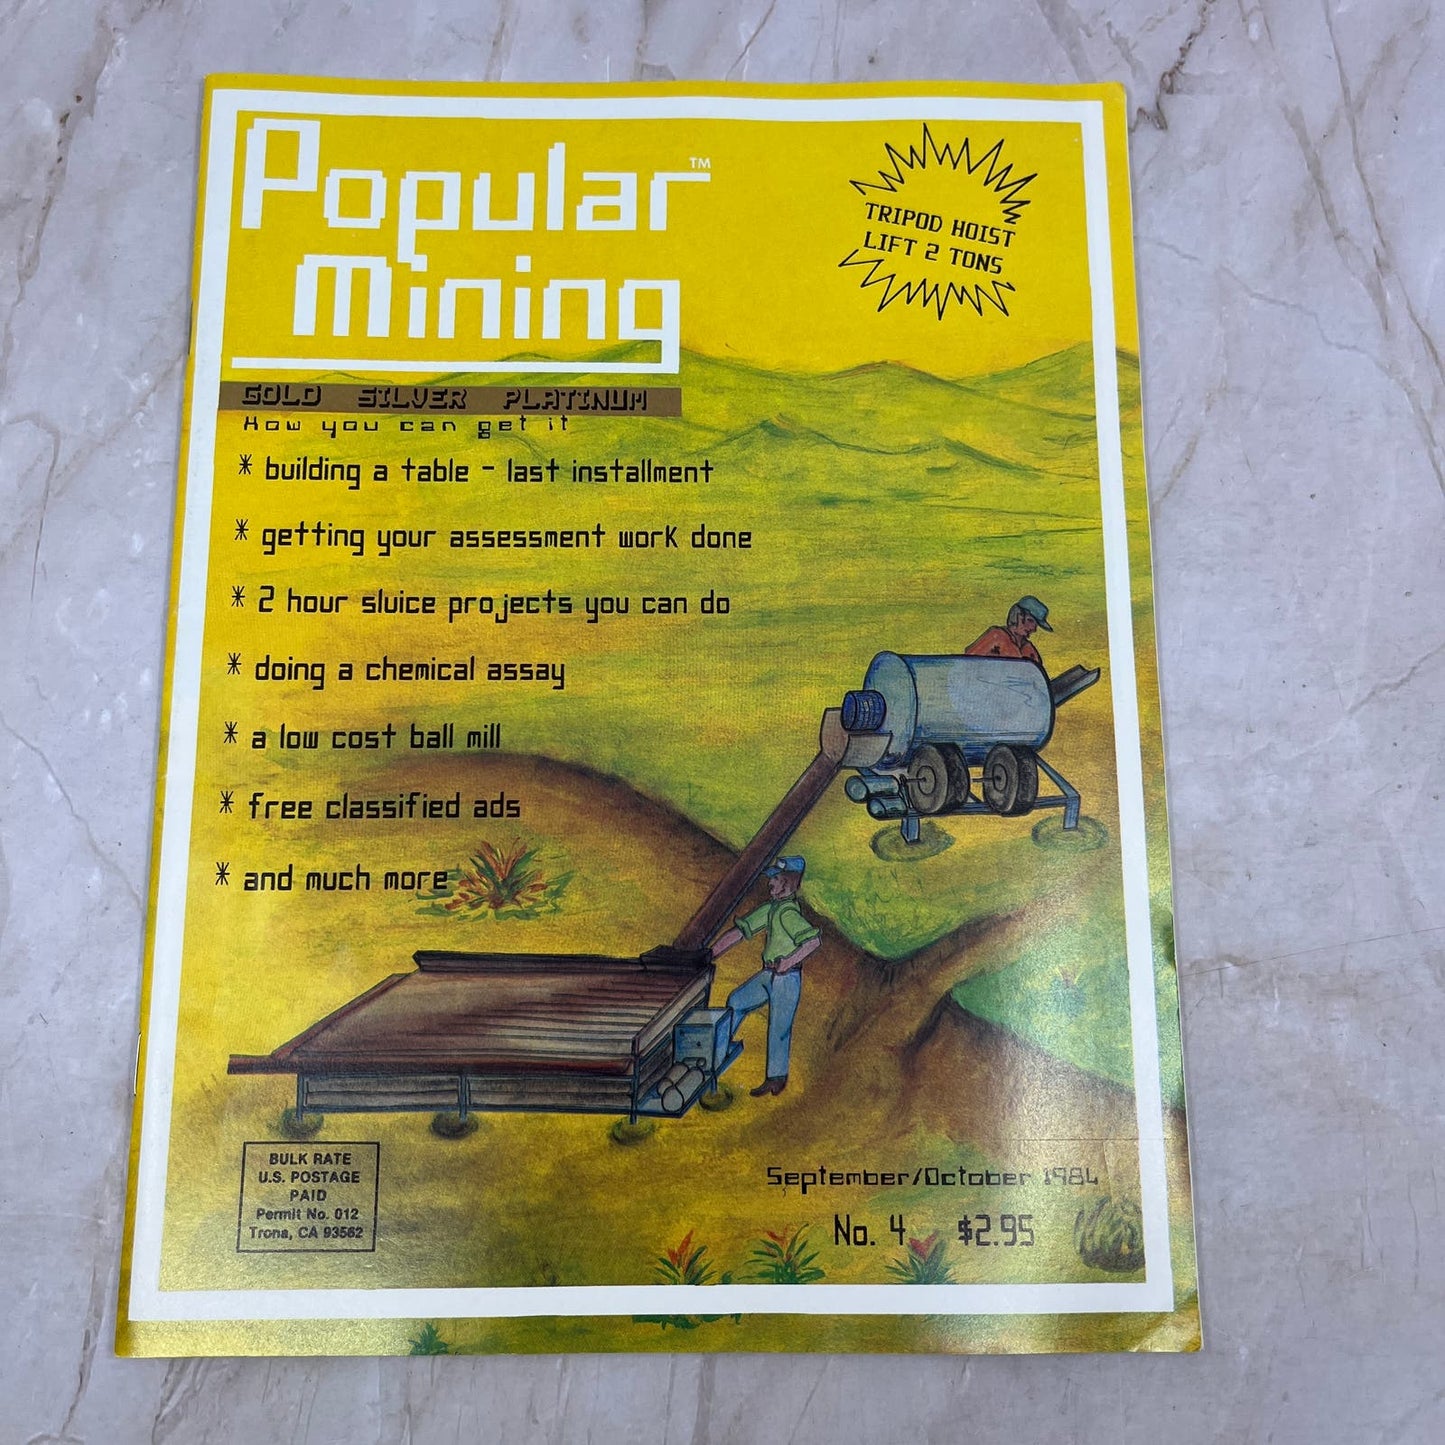 Popular™
Mining
TRIPOD HOIST
LIFT 2 TONS
GOLD SILVER PLATINUM
How you can get it
* building a table - last installment
* getting your assessment work done
* 2 hour sluice projects you can do
* doing a chemical assay
* a low cost ball mill
* free classified ads
* and much more
BULK RATE
U.S. POSTAGE
PAID
Permit No. 012
Trona, CA 93562
September/October 1984
No. 4 $2.95